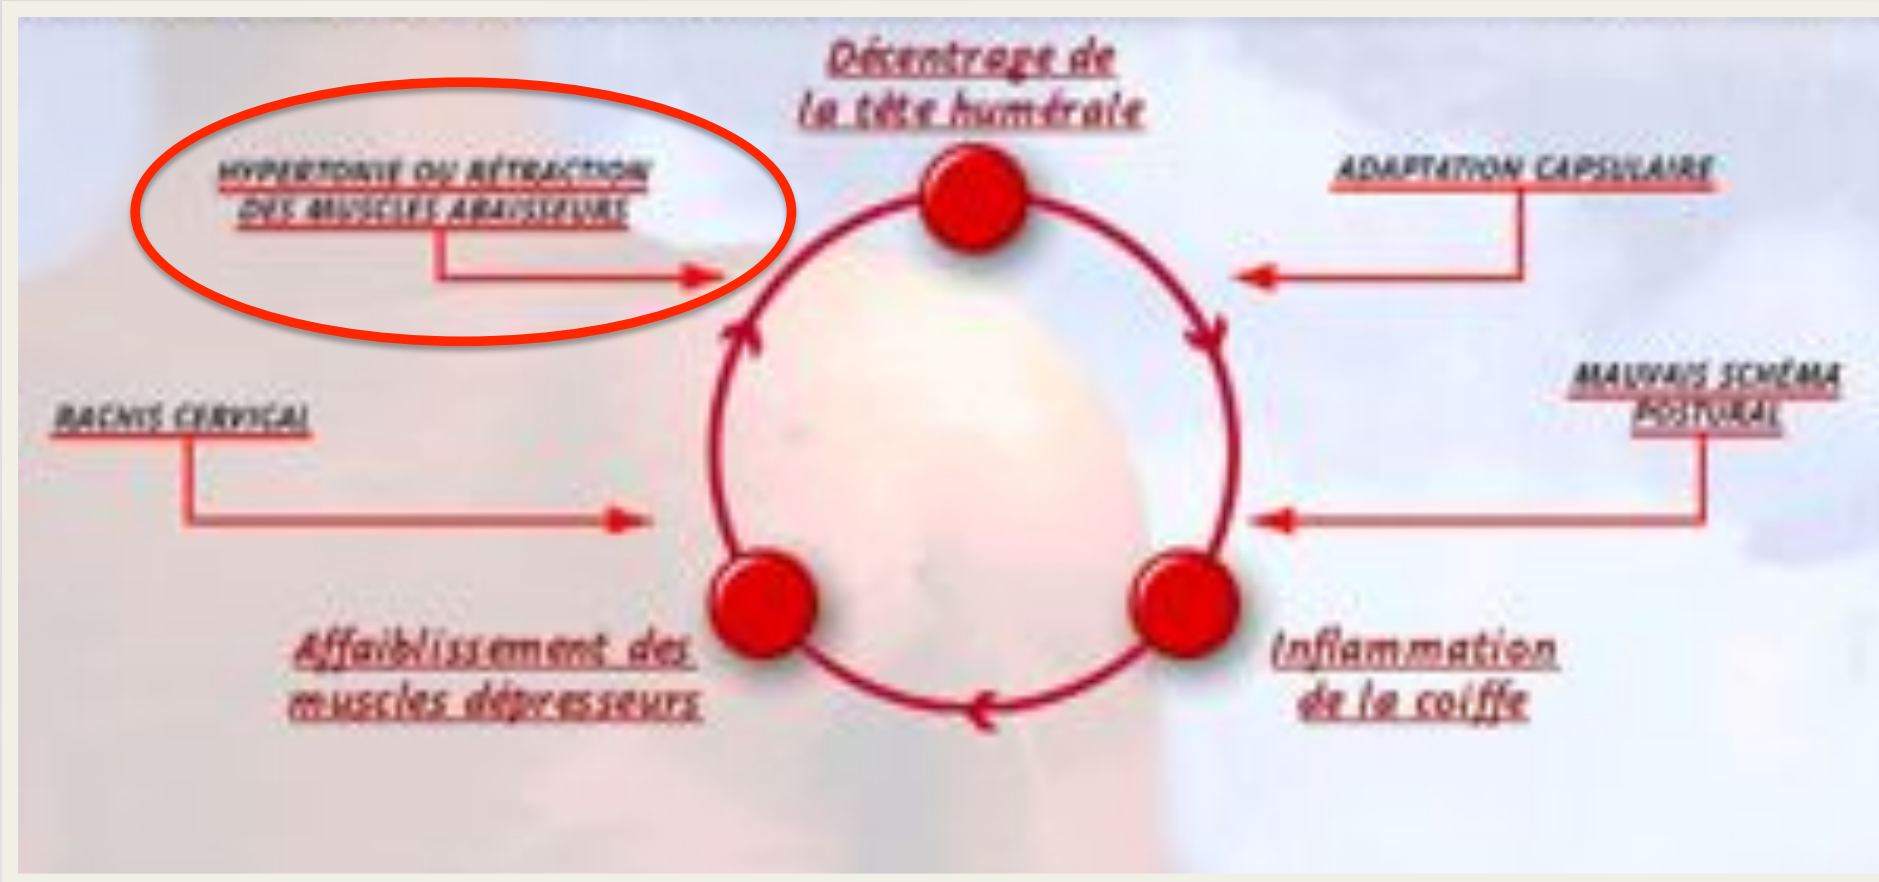 Décentrage de
la tête humérale
HYPERTONIE OU RÉTRACTION
DES MUSCLES ABAISSEURS
ADAPTATION CAPSULAIRE
RACHIS CERVICAL
MAUVAIS SCHÉMA
POSTURAL
Affaiblissement des
muscles dépresseurs
Inflammation
de la coiffe